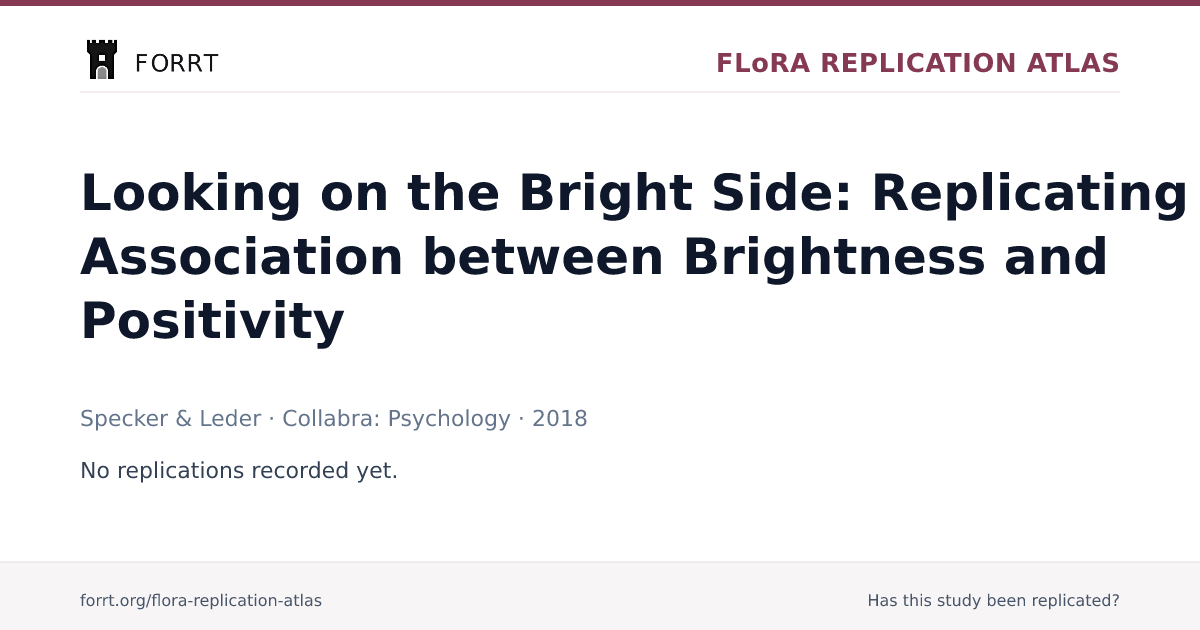 FORRT
FLoRA REPLICATION ATLAS
Looking on the Bright Side: Replicating
Association between Brightness and
Positivity
Specker & Leder · Collabra: Psychology · 2018
No replications recorded yet.
forrt.org/flora-replication-atlas
Has this study been replicated?